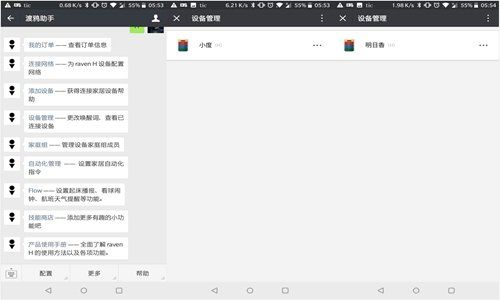 tic 0.68 K/s 55% 05:53
渡鸦助手
我的订单 —— 查看订单信息
连接网络 —— 为 raven H 设备配置
网络
添加设备 —— 获得连接家居设备帮
助
设备管理 —— 更改唤醒词、查看已
连接设备
家庭组 —— 管理设备家庭组成员
自动化管理 —— 设置家居自动化
指令
Flow —— 设置起床播报、看球闹
钟、航班天气提醒等功能。
技能商店 —— 添加更多有趣的小功
能吧
产品使用手册 —— 全面了解 raven
H 的使用方法以及各项功能。
配置
更多
帮助
tic 6.21 K/s 55% 05:54
设备管理
小度 (H)
tic 1.98 K/s 55% 05:54
设备管理
明日香 (H)